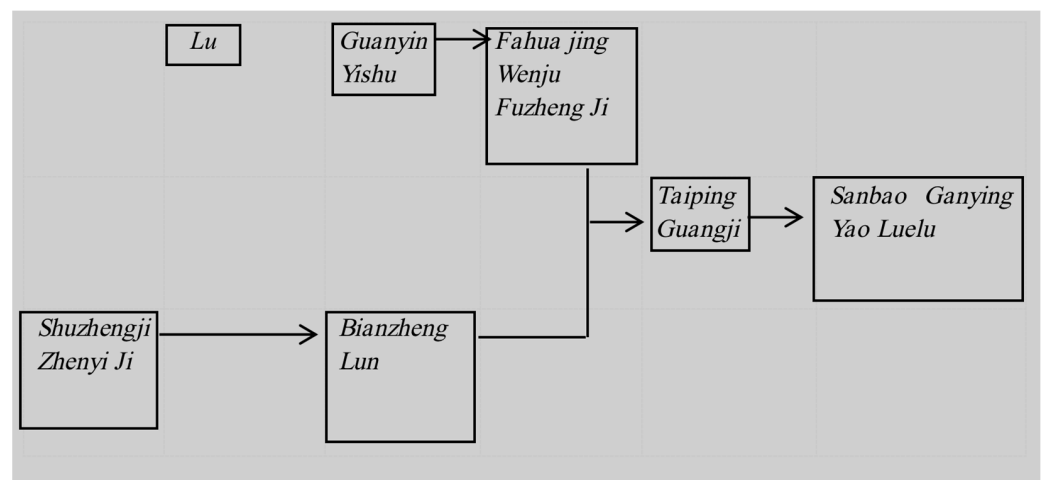 Lu
Guanyin
Yishu
Fahua jing
Wenju
Fuzheng Ji
Taiping
Guangji
Sanbao Ganying
Yao Luelu
Shuzhengji
Zhenyi Ji
Bianzheng
Lun